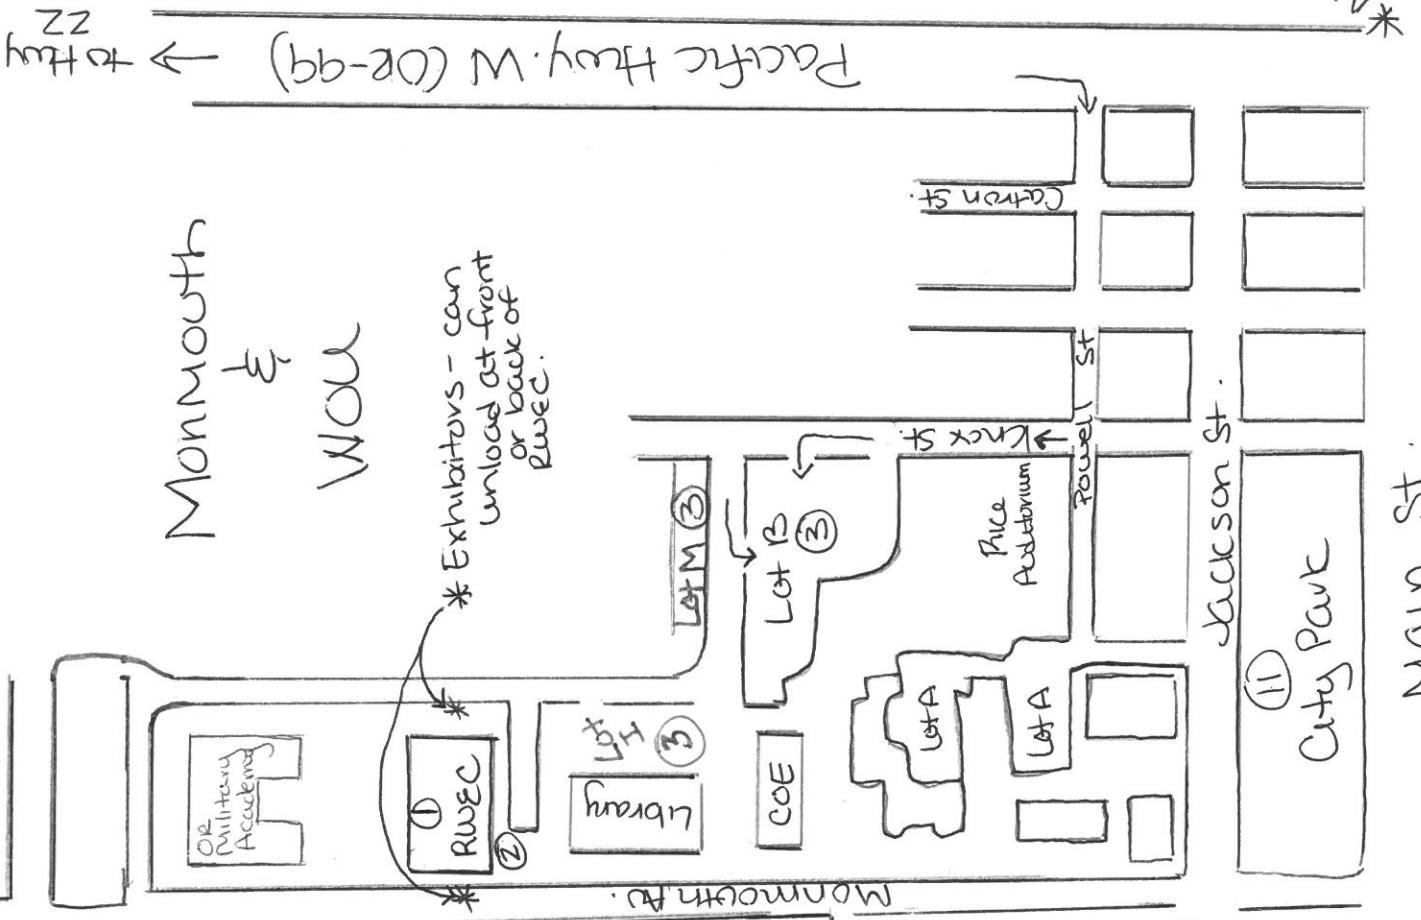 to Hwy
22
Pacific Hwy. W (OR-99)
*
Catron St.
Monmouth
&
WOU
* Exhibitors - can
unload at front
or back of
RWEC.
Knox St.
Powell St
Jackson St.
Main St.
Lot M 3
Lot B
3
Price
Auditorium
11
City Park
OR
Military
Academy
1
RWEC
2
*
*
Lot
I
3
Library
COE
Lot A
Lot A
Monmouth Av.